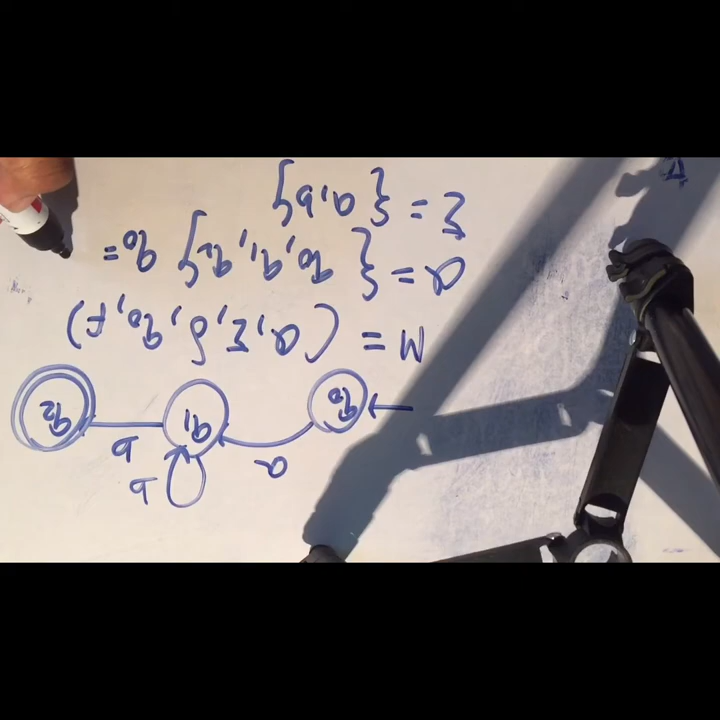 b
a b
q₀ q₁ q₂
M = (Q, Σ, δ, q₀, F)
Q = {q₀, q₁, q₂} q₀ =
Σ = {a, b}